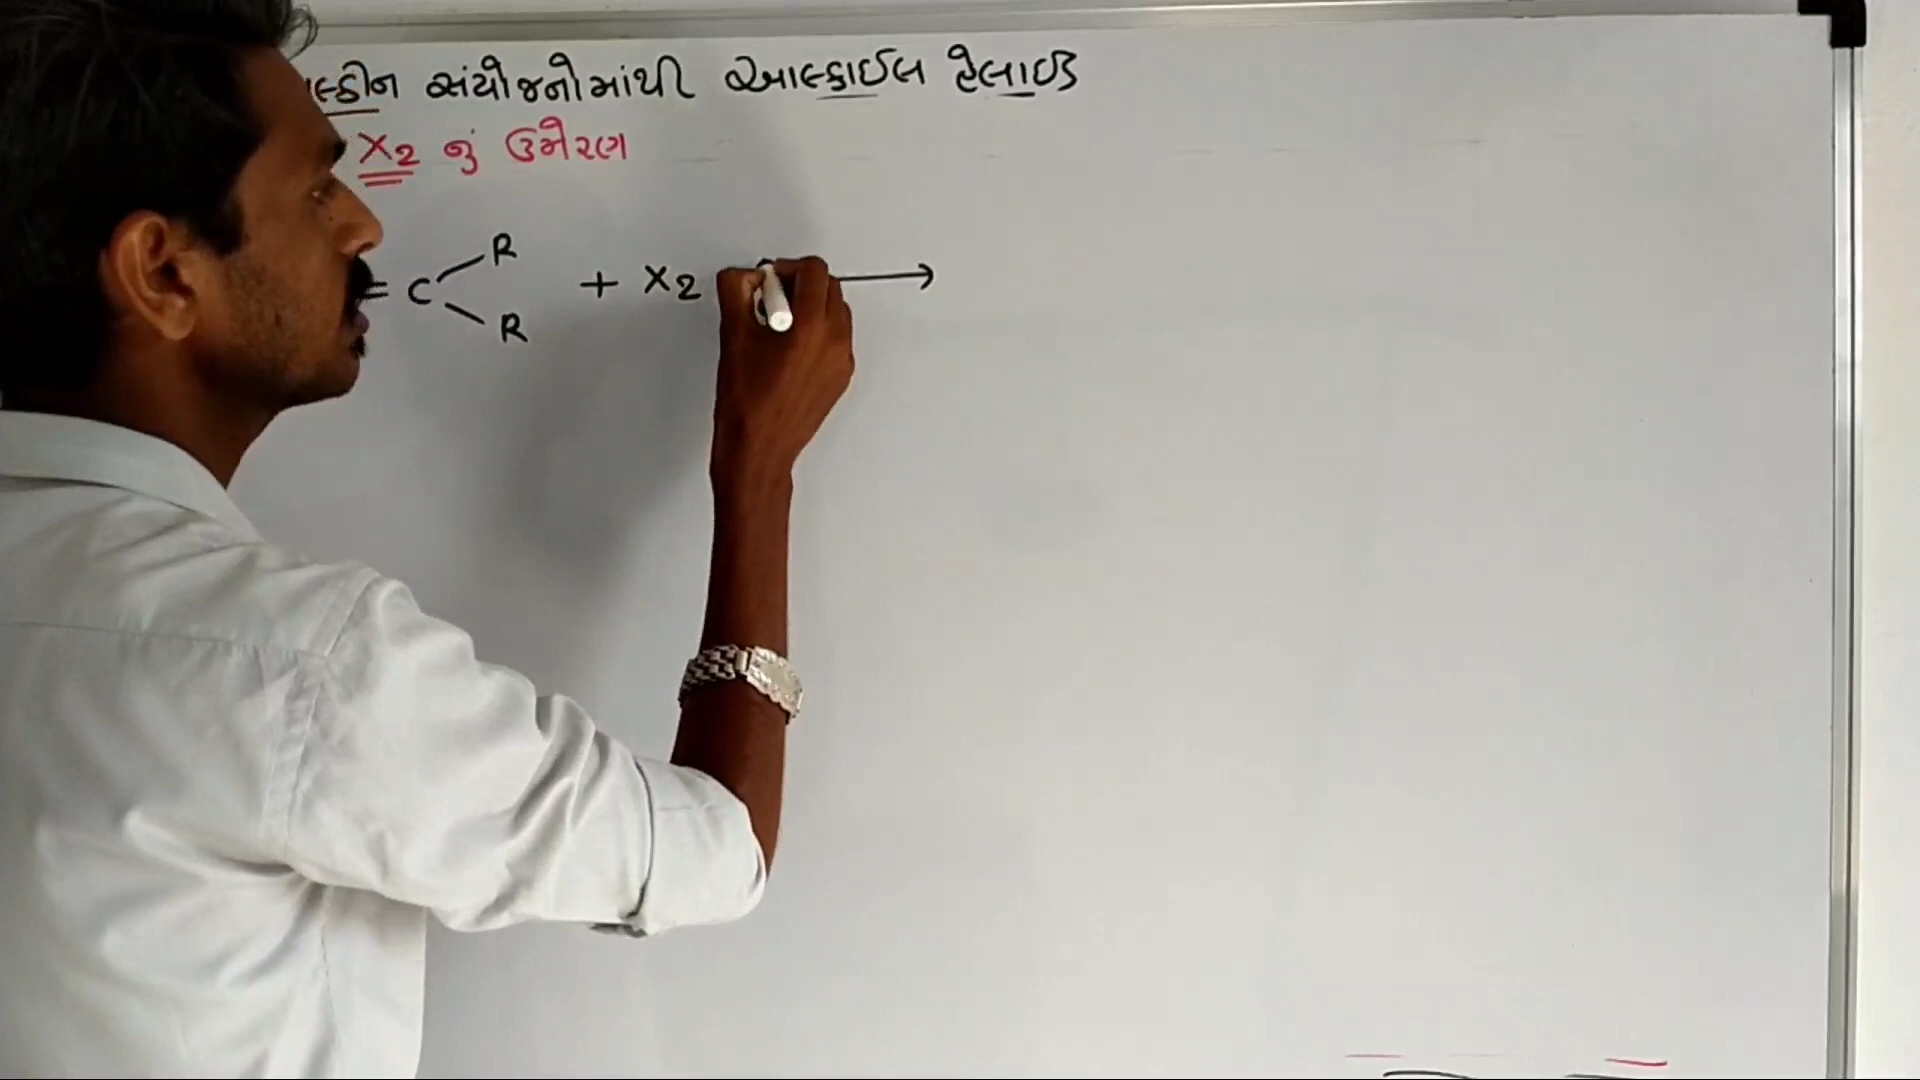 સંયોજનોમાંથી આલ્કાઈલ હેલાઈડ
X2 નું ઉમેરણ
= C R R + X2 →